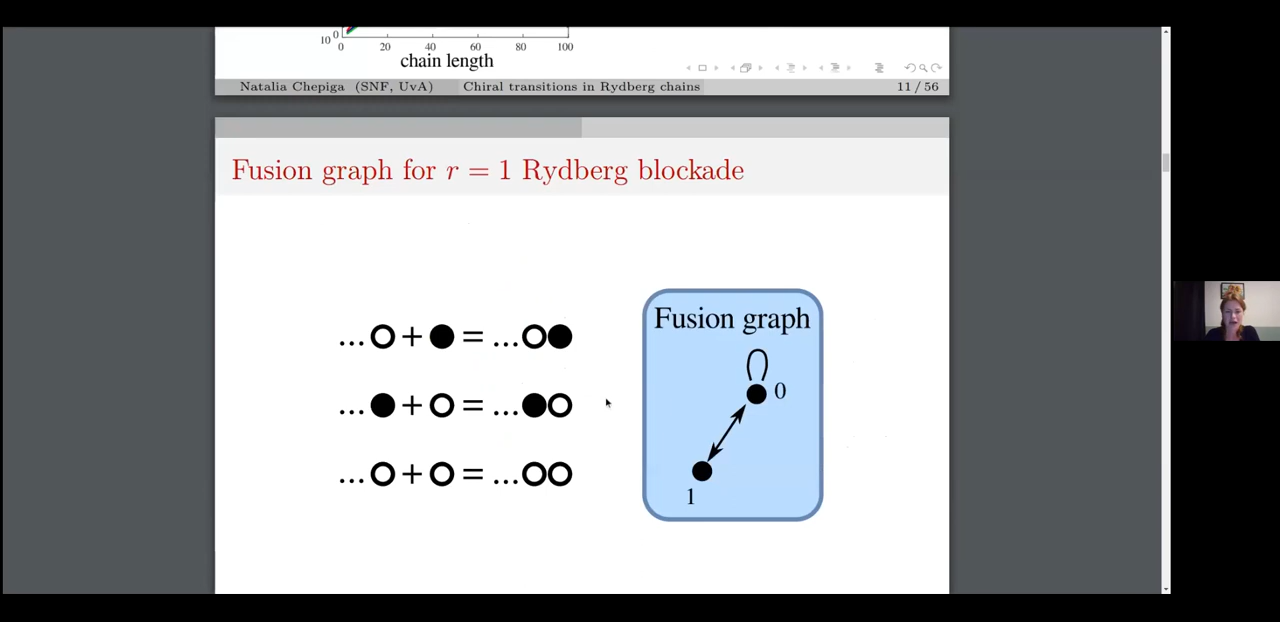 10 0
0 20 40 60 80 100
chain length
Natalia Chepiga (SNF, UvA) Chiral transitions in Rydberg chains 11 / 56
Fusion graph for r = 1 Rydberg blockade
...○ + ● = ...○●
...● + ○ = ...●○
...○ + ○ = ...○○
Fusion graph
0
1